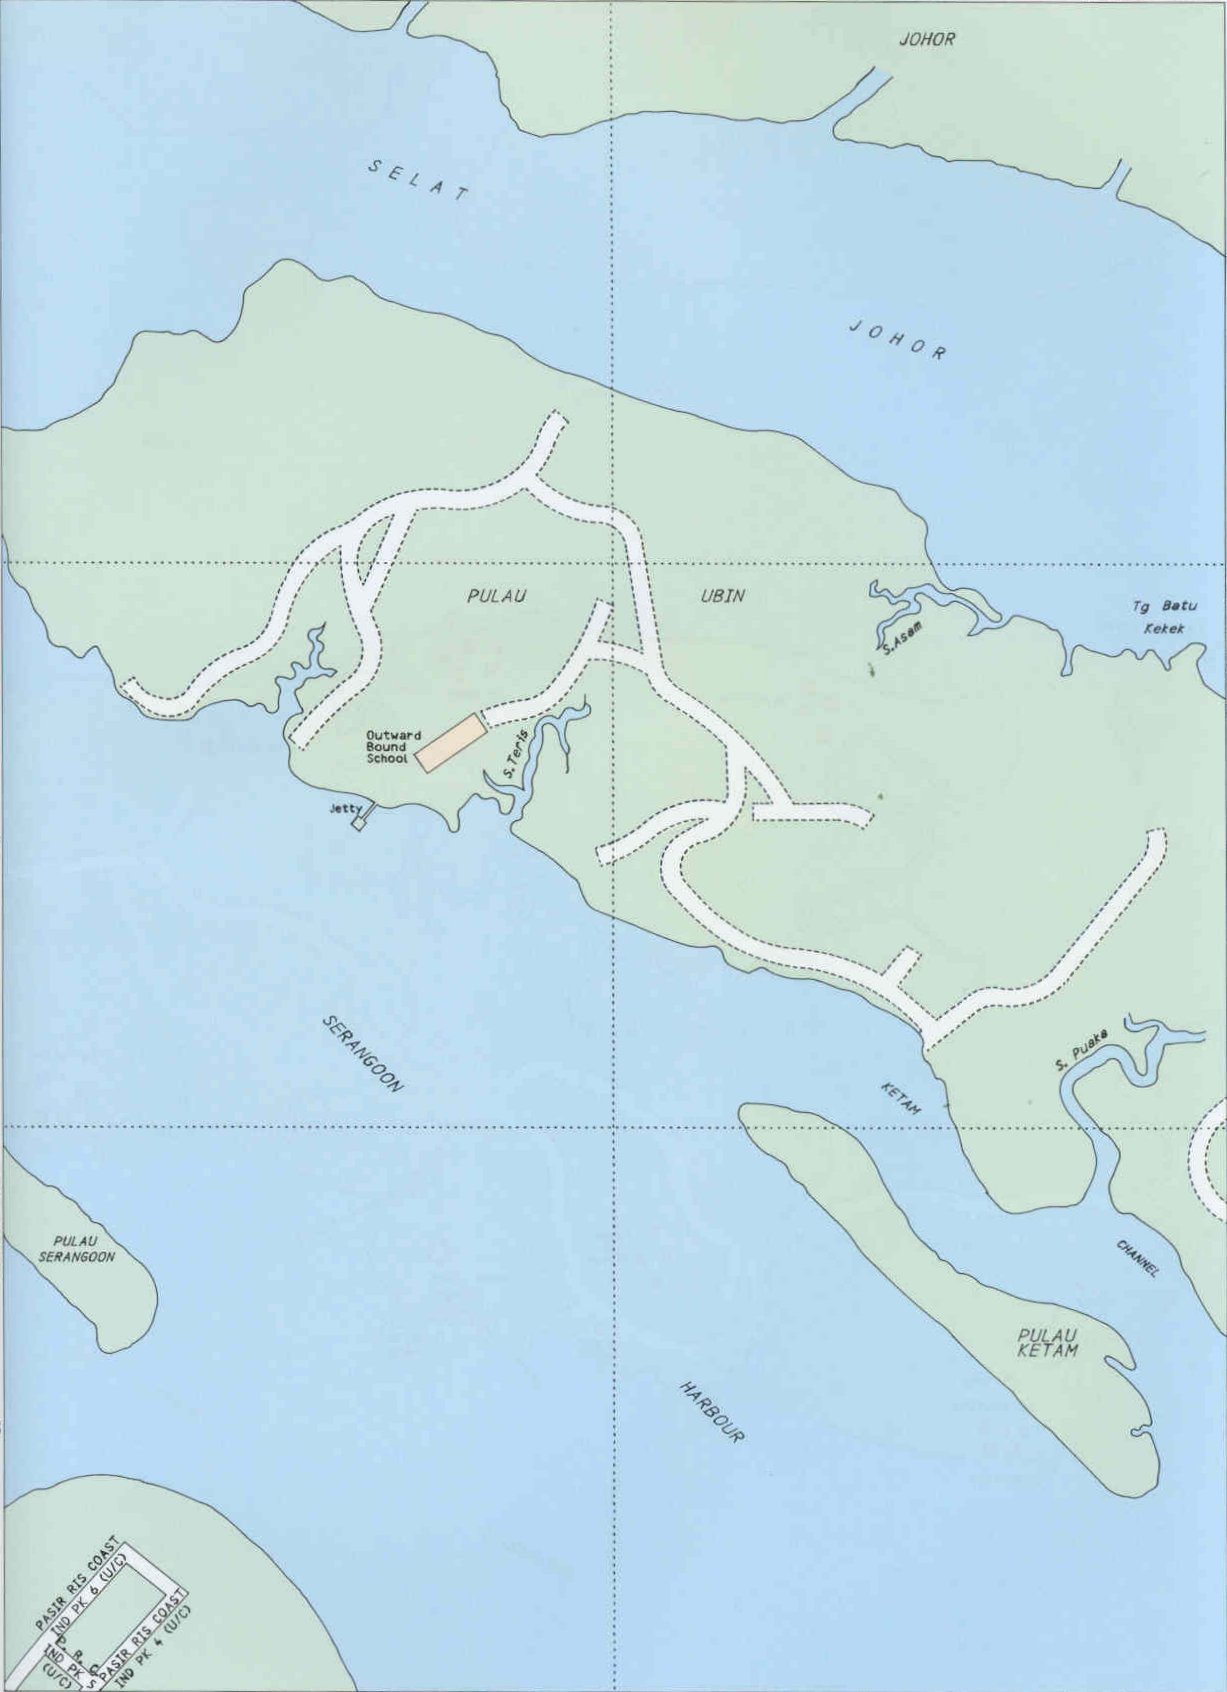 JOHOR
SELAT
JOHOR
PULAU
UBIN
Tg Batu
Kekek
S.Asam
Outward
Bound
School
S.Teris
Jetty
SERANGOON
S. Puaka
KETAM
PULAU
SERANGOON
CHANNEL
PULAU
KETAM
HARBOUR
PASIR RIS COAST
IND PK 6 (U/C)
P. R. C
IND PK
(U/C)
S
PASIR RIS COAST
IND PK 4 (U/C)